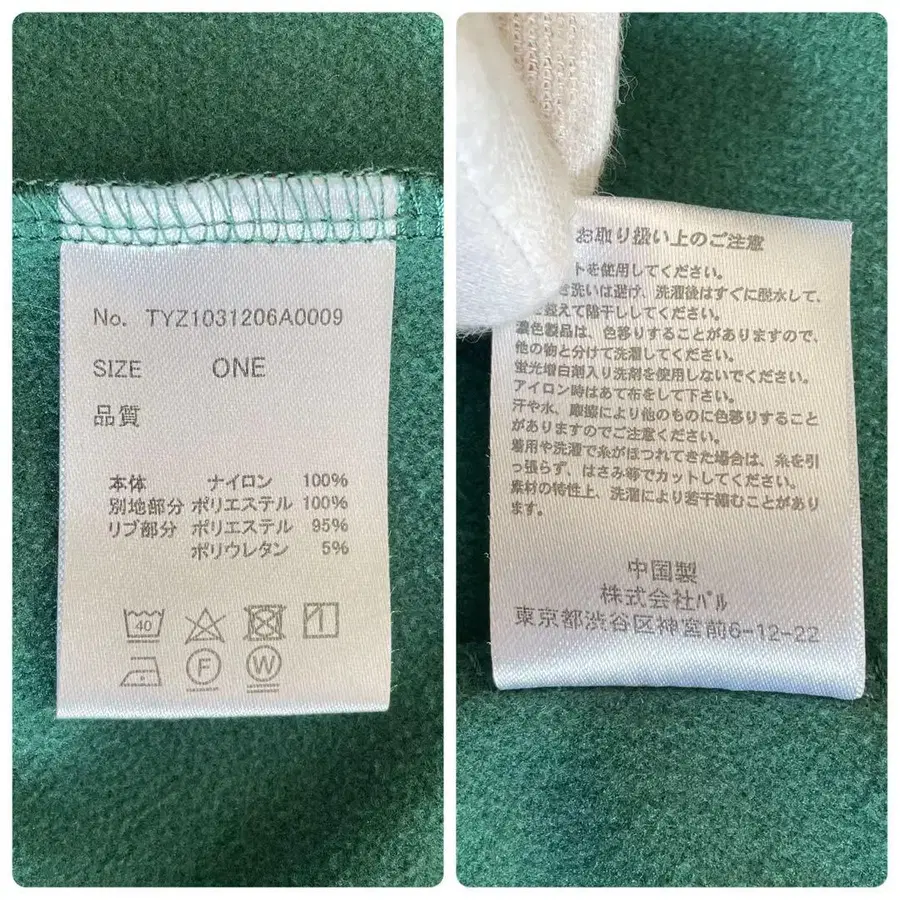 No. TYZ1031206A0009
SIZE ONE
品質
本体 ナイロン 100%
別地部分 ポリエステル 100%
リブ部分 ポリエステル 95%
ポリウレタン 5%
40
F
W
お取り扱い上のご注意
トを使用してください。
洗いは避け、洗濯後はすぐに脱水して、
整えて陰干ししてください。
濃色製品は、色移りすることがありますので、
他の物と分けて洗濯してください。
蛍光増白剤入り洗剤を使用しないでください。
アイロン時はあて布をして下さい。
汗や水、摩擦により他のものに色移りすること
がありますのでご注意ください。
着用や洗濯で糸がほつれてきた場合は、糸を引
っ張らず、はさみ等でカットしてください。
素材の特性上、洗濯により若干縮むことがあり
ます。
中国製
株式会社パル
東京都渋谷区神宮前6-12-22